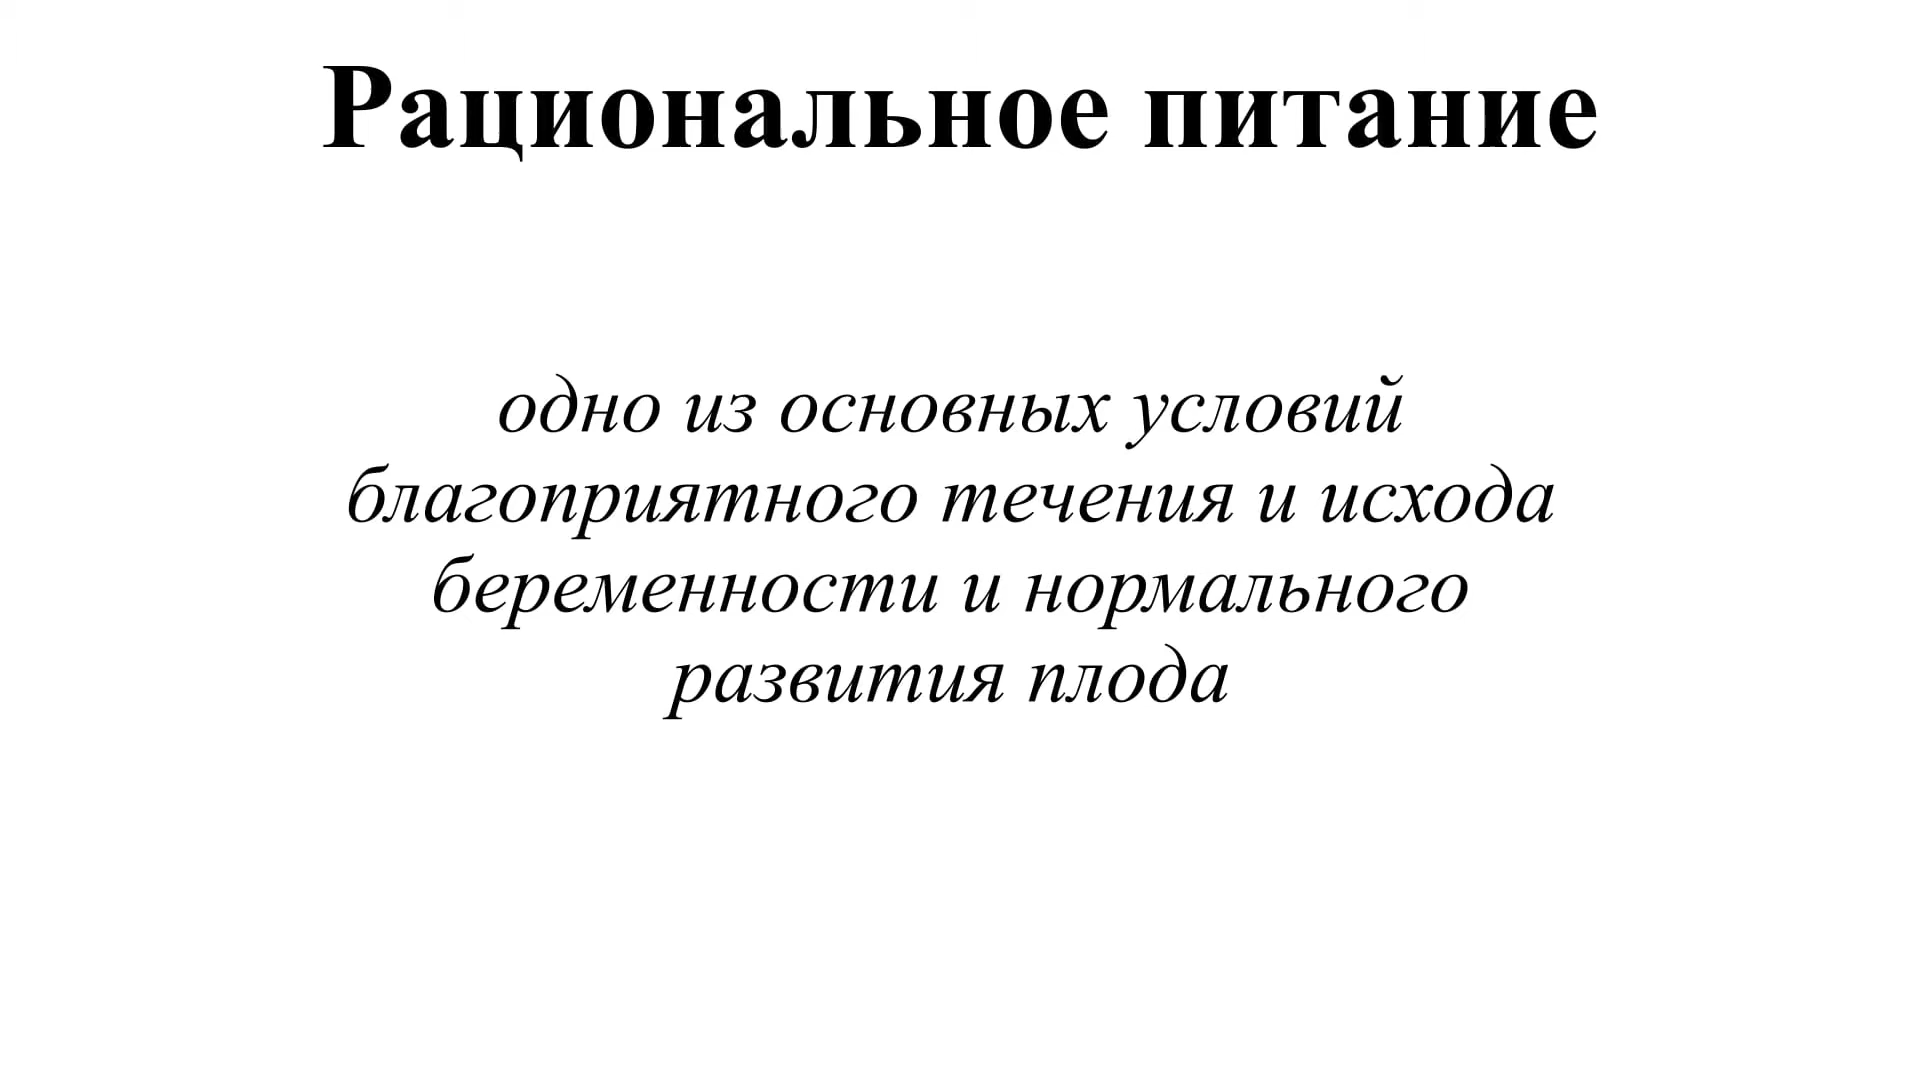 Рациональное питание
одно из основных условий
благоприятного течения и исхода
беременности и нормального
развития плода